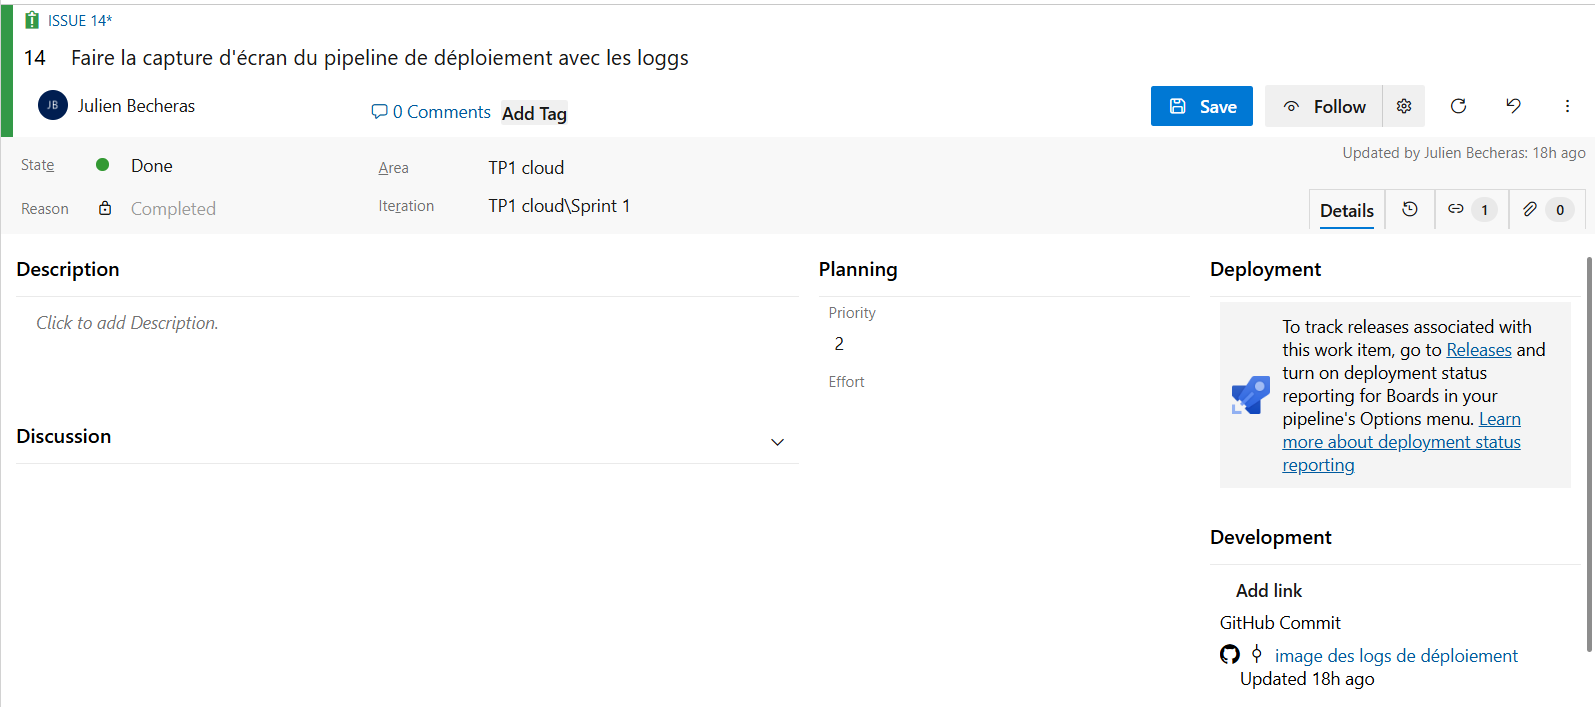 ISSUE 14*
14 Faire la capture d'écran du pipeline de déploiement avec les loggs
JB Julien Becheras
0 Comments Add Tag
Save Follow
State Done
Area TP1 cloud
Updated by Julien Becheras: 18h ago
Reason Completed
Iteration TP1 cloud\Sprint 1
Details 1 0
Description
Click to add Description.
Discussion
Planning
Priority
2
Effort
Deployment
To track releases associated with
this work item, go to Releases and
turn on deployment status
reporting for Boards in your
pipeline's Options menu. Learn
more about deployment status
reporting
Development
Add link
GitHub Commit
image des logs de déploiement
Updated 18h ago